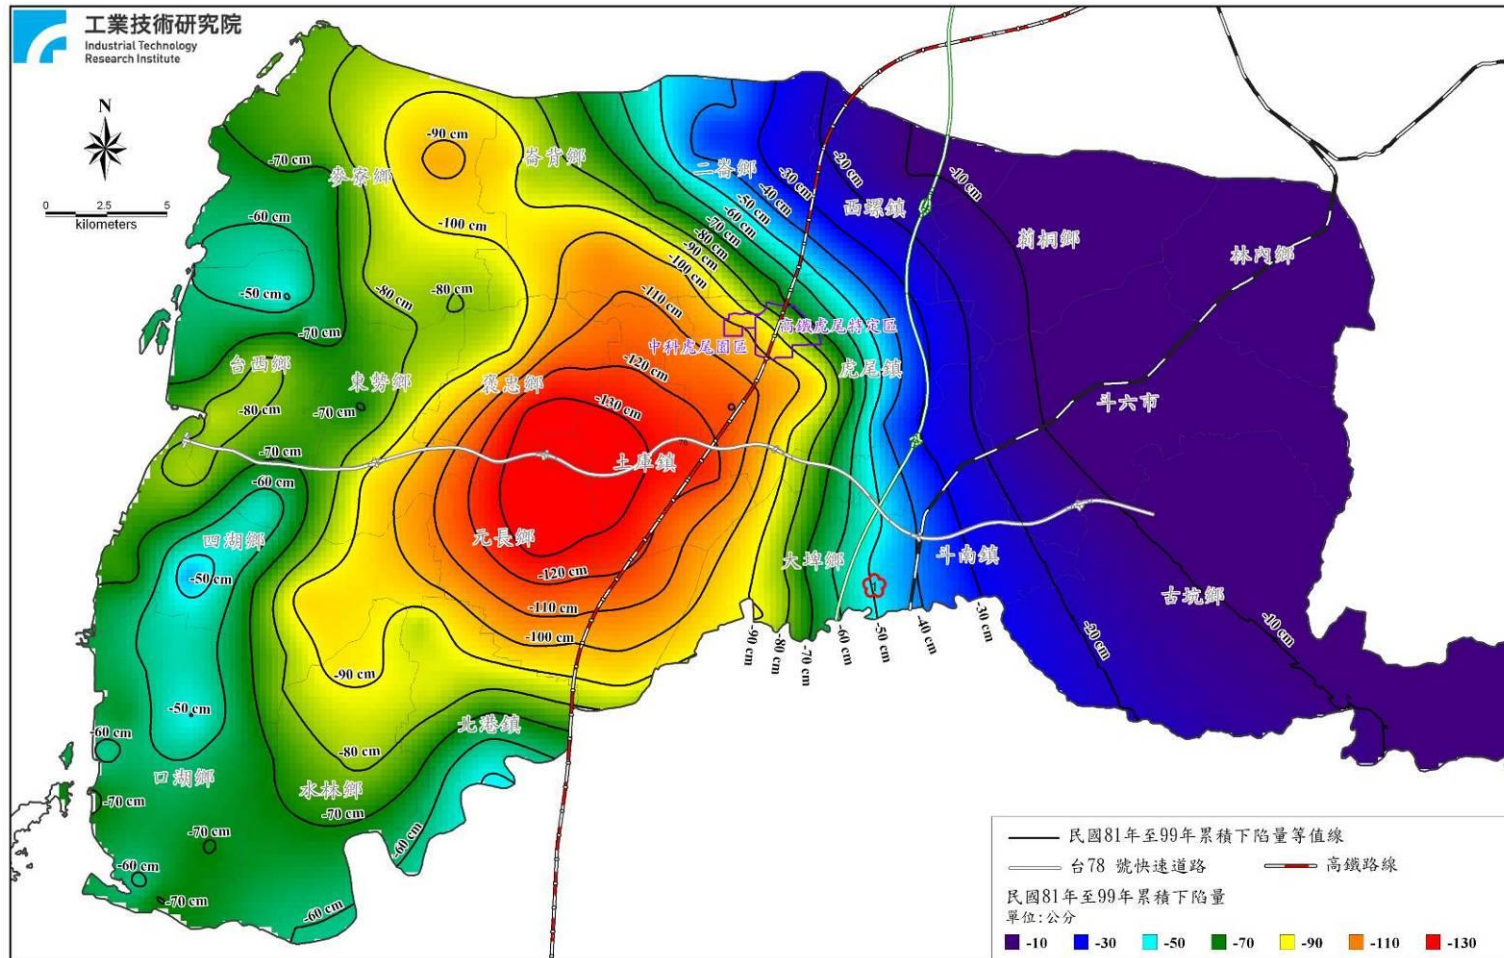 工業技術研究院
Industrial Technology
Research Institute
N
0 2.5 5
kilometers
-90 cm
-70 cm
麥寮鄉
崙背鄉
二崙鄉
-20 cm
-10 cm
-30 cm
-40 cm
-50 cm
-60 cm
-70 cm
-80 cm
-90 cm
-100 cm
西螺鎮
莿桐鄉
林內鄉
-60 cm
-100 cm
-50 cm
-80 cm
-80 cm
-110 cm
高鐵虎尾特定區
中科虎尾園區
-70 cm
台西鄉
東勢鄉
褒忠鄉
-120 cm
虎尾鎮
斗六市
-80 cm
-70 cm
-130 cm
-70 cm
土庫鎮
-60 cm
四湖鄉
元長鄉
-50 cm
-120 cm
大埤鄉
斗南鎮
1
古坑鄉
-110 cm
-100 cm
-90 cm
-80 cm
-70 cm
-60 cm
-50 cm
-40 cm
-30 cm
-20 cm
-10 cm
-90 cm
-50 cm
北港鎮
-60 cm
-80 cm
口湖鄉
水林鄉
-70 cm
-70 cm
-70 cm
-60 cm
-60 cm
-70 cm
-60 cm
民國81年至99年累積下陷量等值線
台78 號快速道路
高鐵路線
民國81年至99年累積下陷量
單位:公分
-10 -30 -50 -70 -90 -110 -130